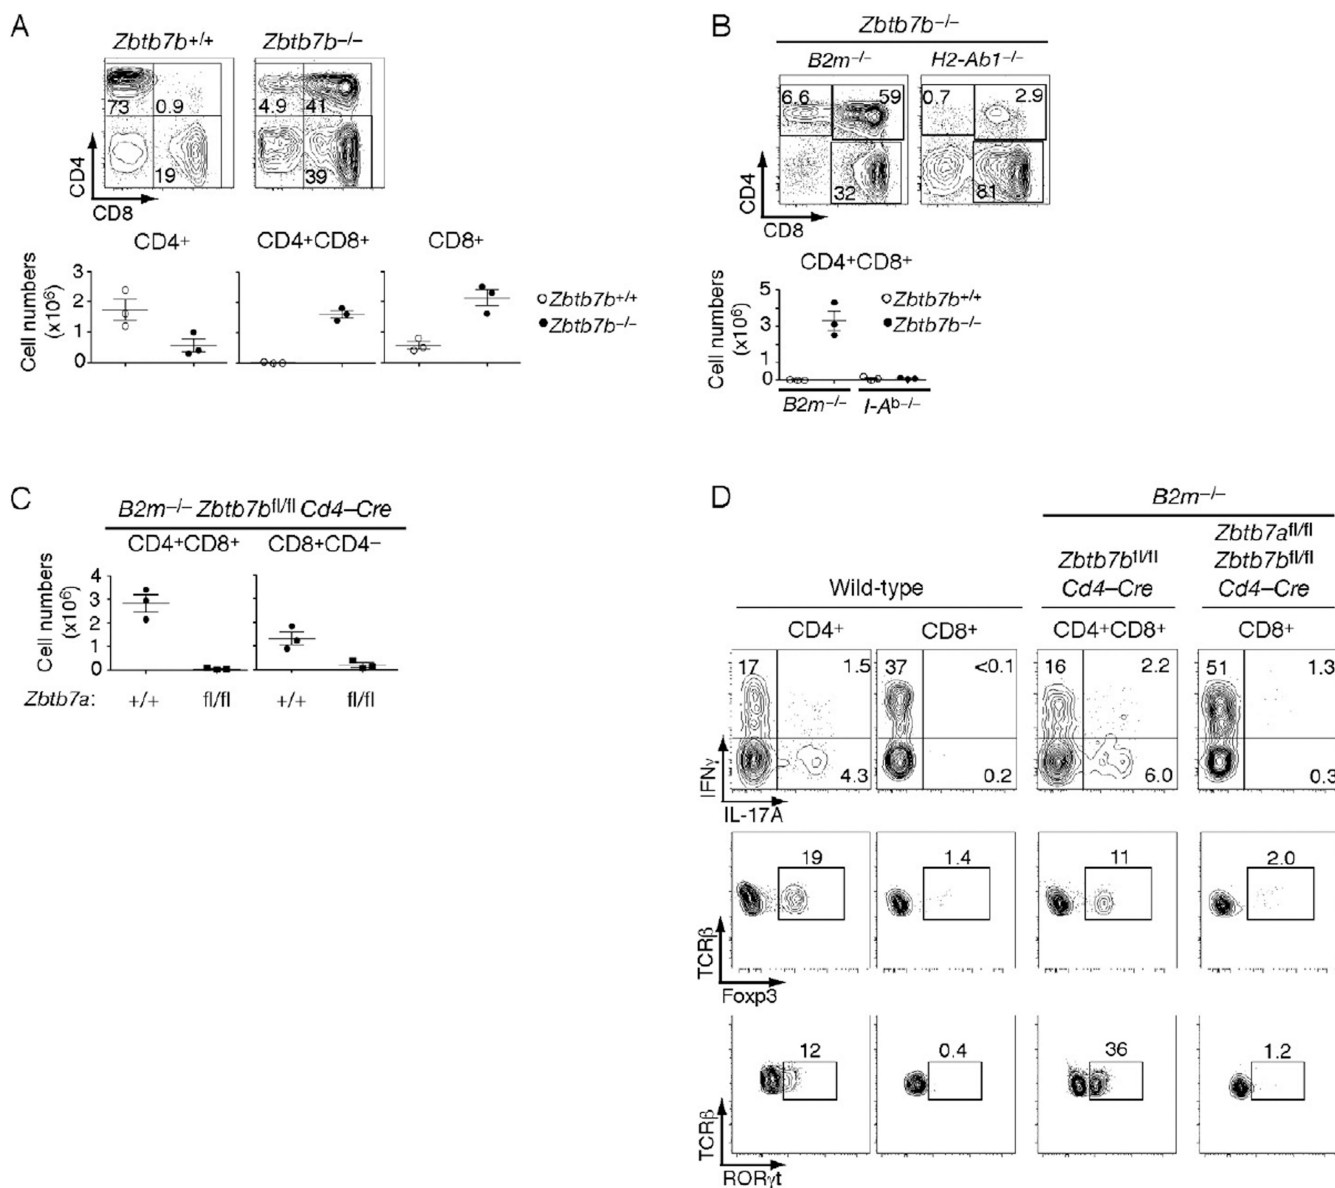 A
Zbtb7b+/+
Zbtb7b−/−
73
0.9
19
4.9
41
39
CD4
CD8
CD4+
CD4+CD8+
CD8+
Cell numbers
(x10⁶)
3
2
1
0
Zbtb7b+/+
Zbtb7b−/−
B
Zbtb7b−/−
B2m−/−
H2-Ab1−/−
6.6
59
32
0.7
2.9
81
CD4
CD8
CD4+CD8+
Cell numbers
(x10⁶)
5
3
1
0
Zbtb7b+/+
Zbtb7b−/−
B2m−/−
I-Ab−/−
C
B2m−/− Zbtb7bfl/fl Cd4–Cre
CD4+CD8+
CD8+CD4−
Cell numbers
(x10⁶)
4
3
2
1
0
Zbtb7a:
+/+
fl/fl
+/+
fl/fl
D
B2m−/−
Wild-type
Zbtb7bfl/fl
Cd4–Cre
Zbtb7afl/fl
Zbtb7bfl/fl
Cd4–Cre
CD4+
CD8+
CD4+CD8+
CD8+
17
1.5
4.3
37
<0.1
0.2
16
2.2
6.0
51
1.3
0.3
IFNγ
IL-17A
19
1.4
11
2.0
TCRβ
Foxp3
12
0.4
36
1.2
TCRβ
RORγt